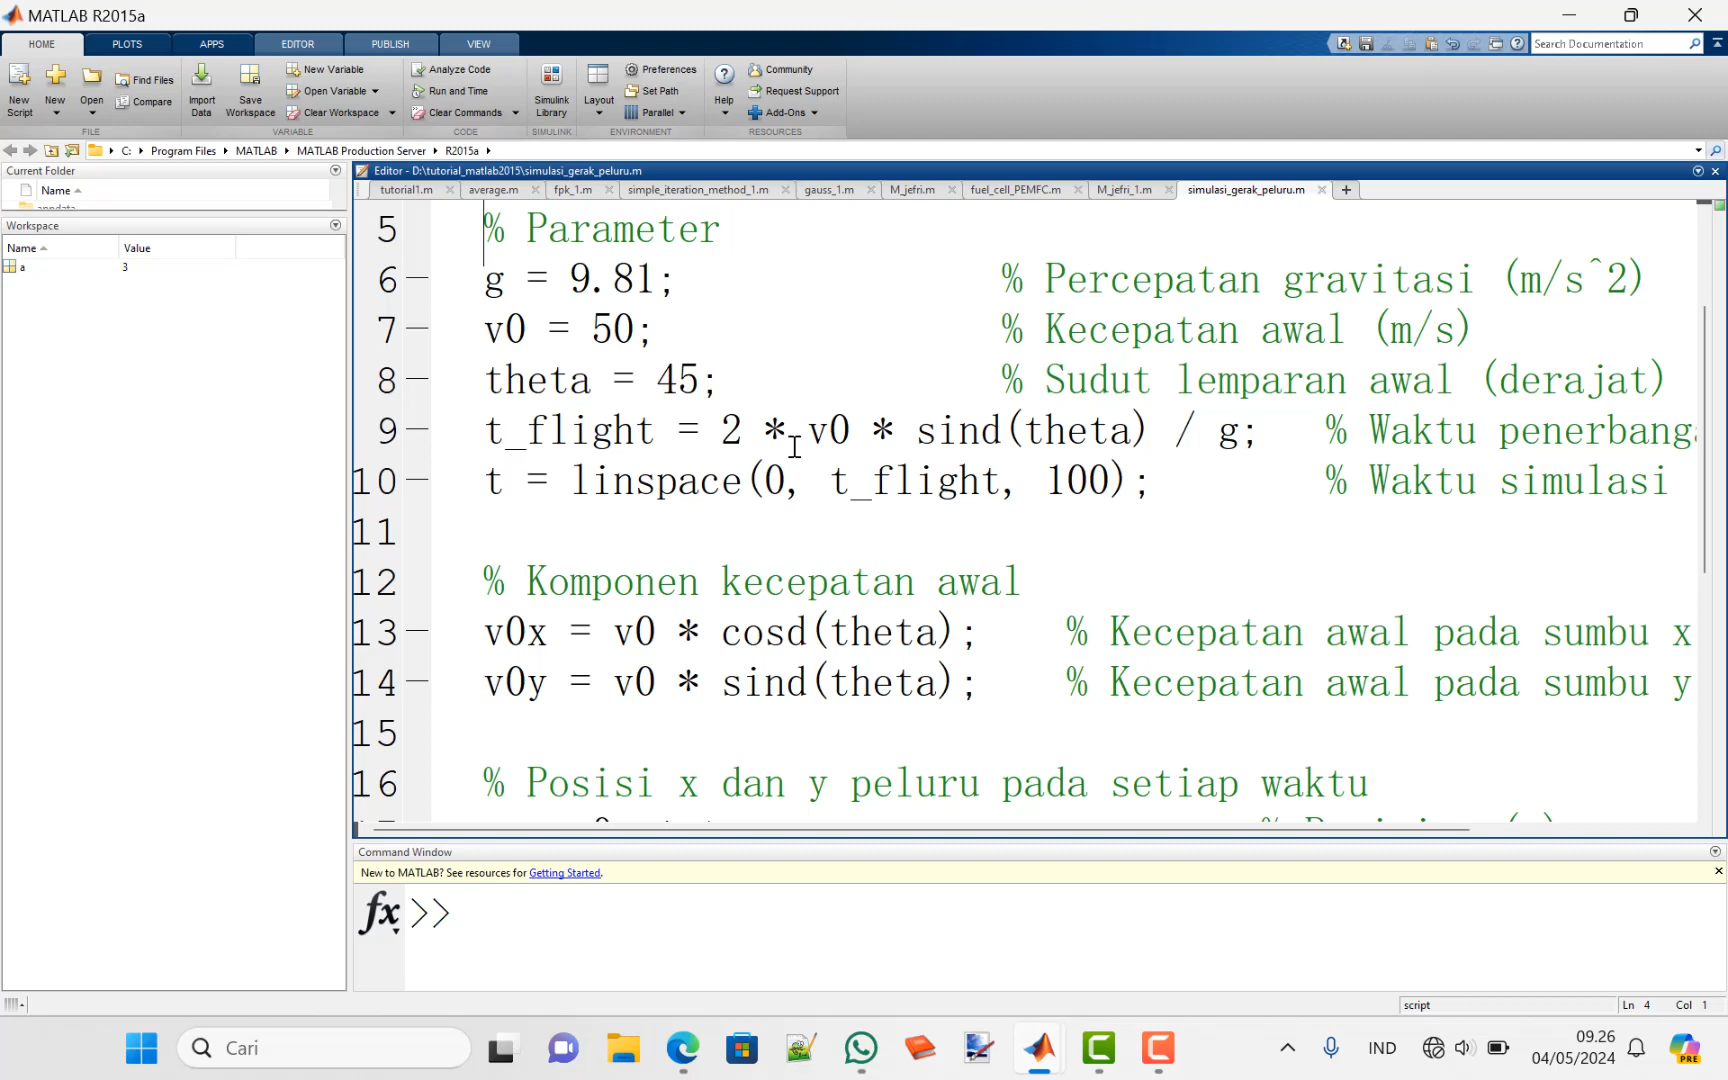 MATLAB R2015a
HOME PLOTS APPS EDITOR PUBLISH VIEW Search Documentation
New Script New Open Find Files Compare Import Data Save Workspace New Variable Open Variable Clear Workspace Analyze Code Run and Time Clear Commands Simulink Library Layout Preferences Set Path Parallel Help Community Request Support Add-Ons
FILE VARIABLE CODE SIMULINK ENVIRONMENT RESOURCES
C: Program Files MATLAB MATLAB Production Server R2015a
Current Folder
Name
Workspace
Name Value
a 3
Editor - D:\tutorial_matlab2015\simulasi_gerak_peluru.m
tutorial1.m average.m fpk_1.m simple_iteration_method_1.m gauss_1.m M_jefri.m fuel_cell_PEMFC.m M_jefri_1.m simulasi_gerak_peluru.m
5 % Parameter
6 g = 9.81; % Percepatan gravitasi (m/s^2)
7 v0 = 50; % Kecepatan awal (m/s)
8 theta = 45; % Sudut lemparan awal (derajat)
9 t_flight = 2 * v0 * sind(theta) / g; % Waktu penerbanga
10 t = linspace(0, t_flight, 100); % Waktu simulasi
11
12 % Komponen kecepatan awal
13 v0x = v0 * cosd(theta); % Kecepatan awal pada sumbu x
14 v0y = v0 * sind(theta); % Kecepatan awal pada sumbu y
15
16 % Posisi x dan y peluru pada setiap waktu
Command Window
New to MATLAB? See resources for Getting Started.
fx >>
script Ln 4 Col 1
Cari
IND
09.26
04/05/2024
PRE